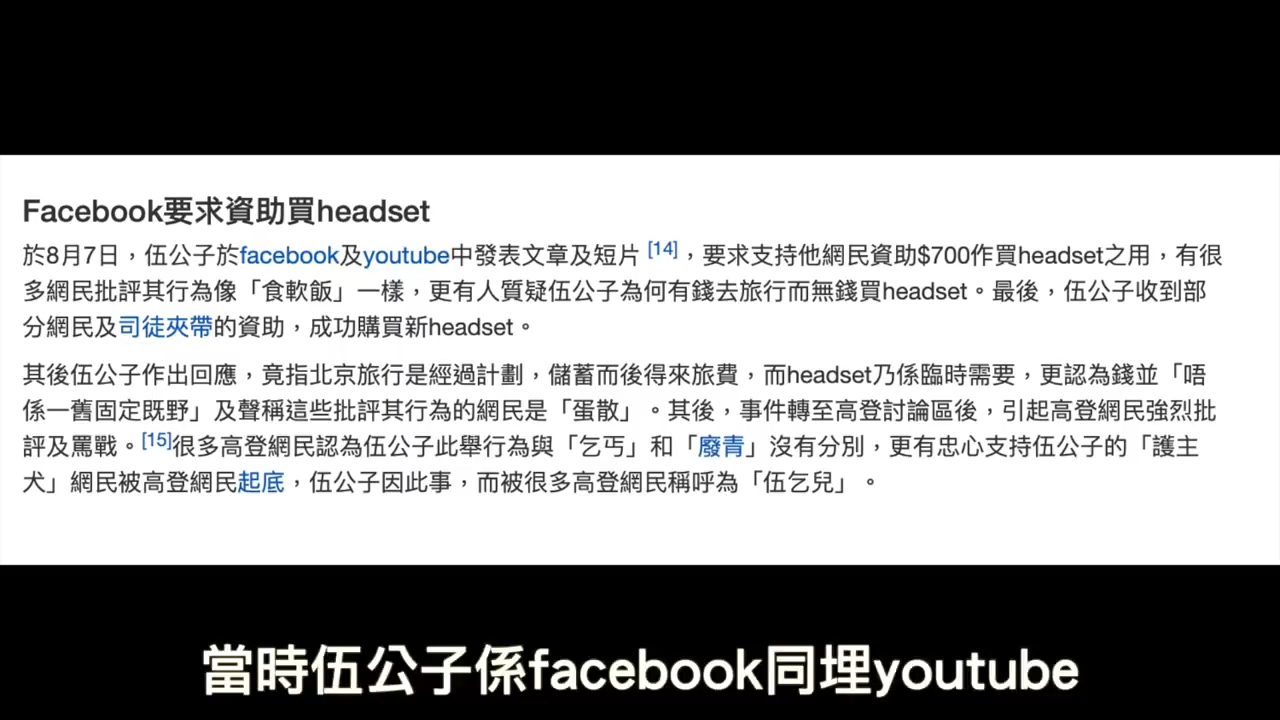 Facebook要求資助買headset
於8月7日，伍公子於facebook及youtube中發表文章及短片 [14]，要求支持他網民資助$700作買headset之用，有很
多網民批評其行為像「食軟飯」一樣，更有人質疑伍公子為何有錢去旅行而無錢買headset。最後，伍公子收到部
分網民及司徒夾帶的資助，成功購買新headset。
其後伍公子作出回應，竟指北京旅行是經過計劃，儲蓄而後得來旅費，而headset乃係臨時需要，更認為錢並「唔
係一舊固定既野」及聲稱這些批評其行為的網民是「蛋散」。其後，事件轉至高登討論區後，引起高登網民強烈批
評及罵戰。[15]很多高登網民認為伍公子此舉行為與「乞丐」和「廢青」沒有分別，更有忠心支持伍公子的「護主
犬」網民被高登網民起底，伍公子因此事，而被很多高登網民稱呼為「伍乞兒」。
當時伍公子係facebook同埋youtube